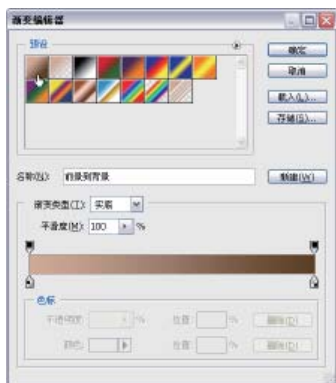 渐变编辑器
预设
确定
取消
载入(L)...
存储(S)...
名称(N): 前景到背景
新建(W)
渐变类型(T): 实底
平滑度(M): 100 %
色标
不透明度: %
位置: %
删除(D)
颜色:
位置: %
删除(D)